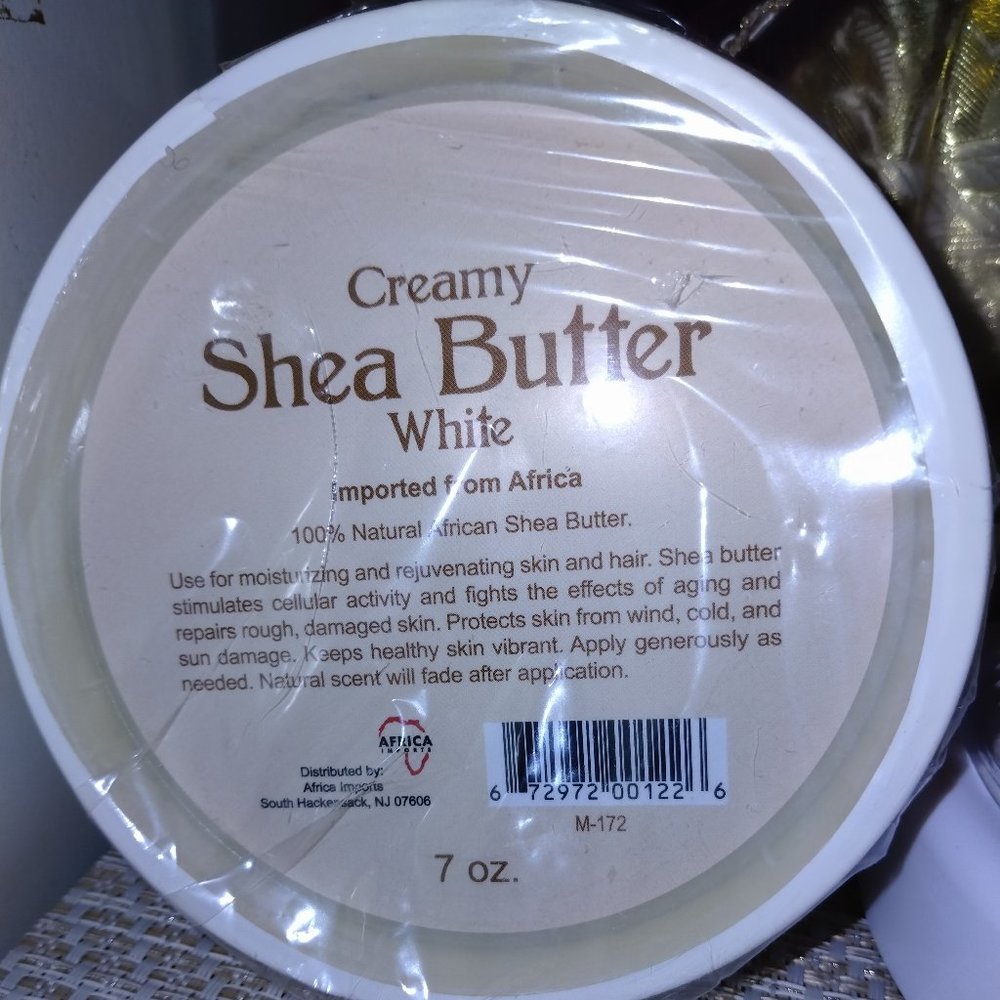 Creamy
Shea Butter
White
Imported from Africa
100% Natural African Shea Butter.
Use for moisturizing and rejuvenating skin and hair. Shea butter
stimulates cellular activity and fights the effects of aging and
repairs rough, damaged skin. Protects skin from wind, cold, and
sun damage. Keeps healthy skin vibrant. Apply generously as
needed. Natural scent will fade after application.
AFRICA
IMPORTS
Distributed by:
Africa Imports
South Hackensack, NJ 07606
6 72972 00122 6
M-172
7 oz.